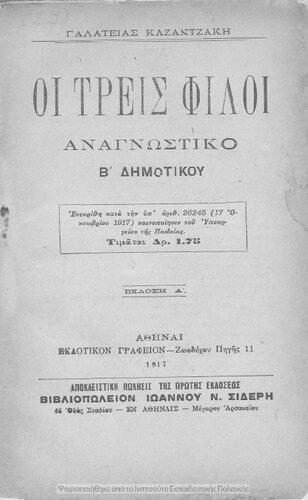 ΓΑΛΑΤΕΙΑΣ ΚΑΖΑΝΤΖΑΚΗ
ΟΙ ΤΡΕΙΣ ΦΙΛΟΙ
ΑΝΑΓΝΩΣΤΙΚΟ
Β΄ ΔΗΜΟΤΙΚΟΥ
Ἐνεκρίθη κατὰ τὴν ὑπ' ἀριθ. 26245 (17 Ὀ-
κτωβρίου 1917) κοινοποίησιν τοῦ Ὑπουρ-
γείου τῆς Παιδείας.
Τιμᾶται Δρ. 1.75
ΕΚΔΟΣΗ Α΄.
ΑΘΗΝΑΙ
ΕΚΔΟΤΙΚΟΝ ΓΡΑΦΕΙΟΝ—Ζωοδόχου Πηγῆς 11
1917
ΑΠΟΚΛΕΙΣΤΙΚΗ ΠΩΛΗΣΙΣ ΤΗΣ ΠΡΩΤΗΣ ΕΚΔΟΣΕΩΣ
ΒΙΒΛΙΟΠΩΛΕΙΟΝ ΙΩΑΝΝΟΥ Ν. ΣΙΔΕΡΗ
46 Ὁδὸς Σταδίου — ΕΝ ΑΘΗΝΑΙΣ — Μέγαρον Ἀρσακείου
Ψηφιοποιήθηκε από το Ινστιτούτο Εκπαιδευτικής Πολιτικής